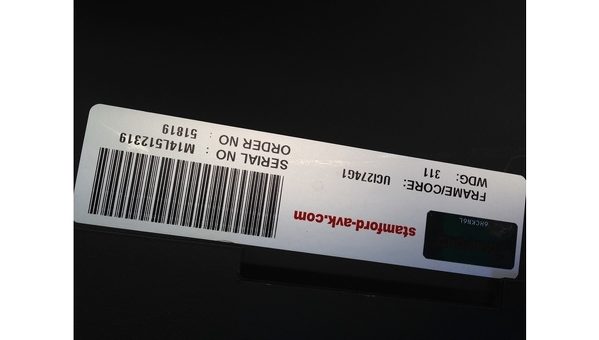 stamford-avk.com
FRAME/CORE: UCI274G1
WDG: 311
SERIAL NO : M14L512319
ORDER NO : 51819